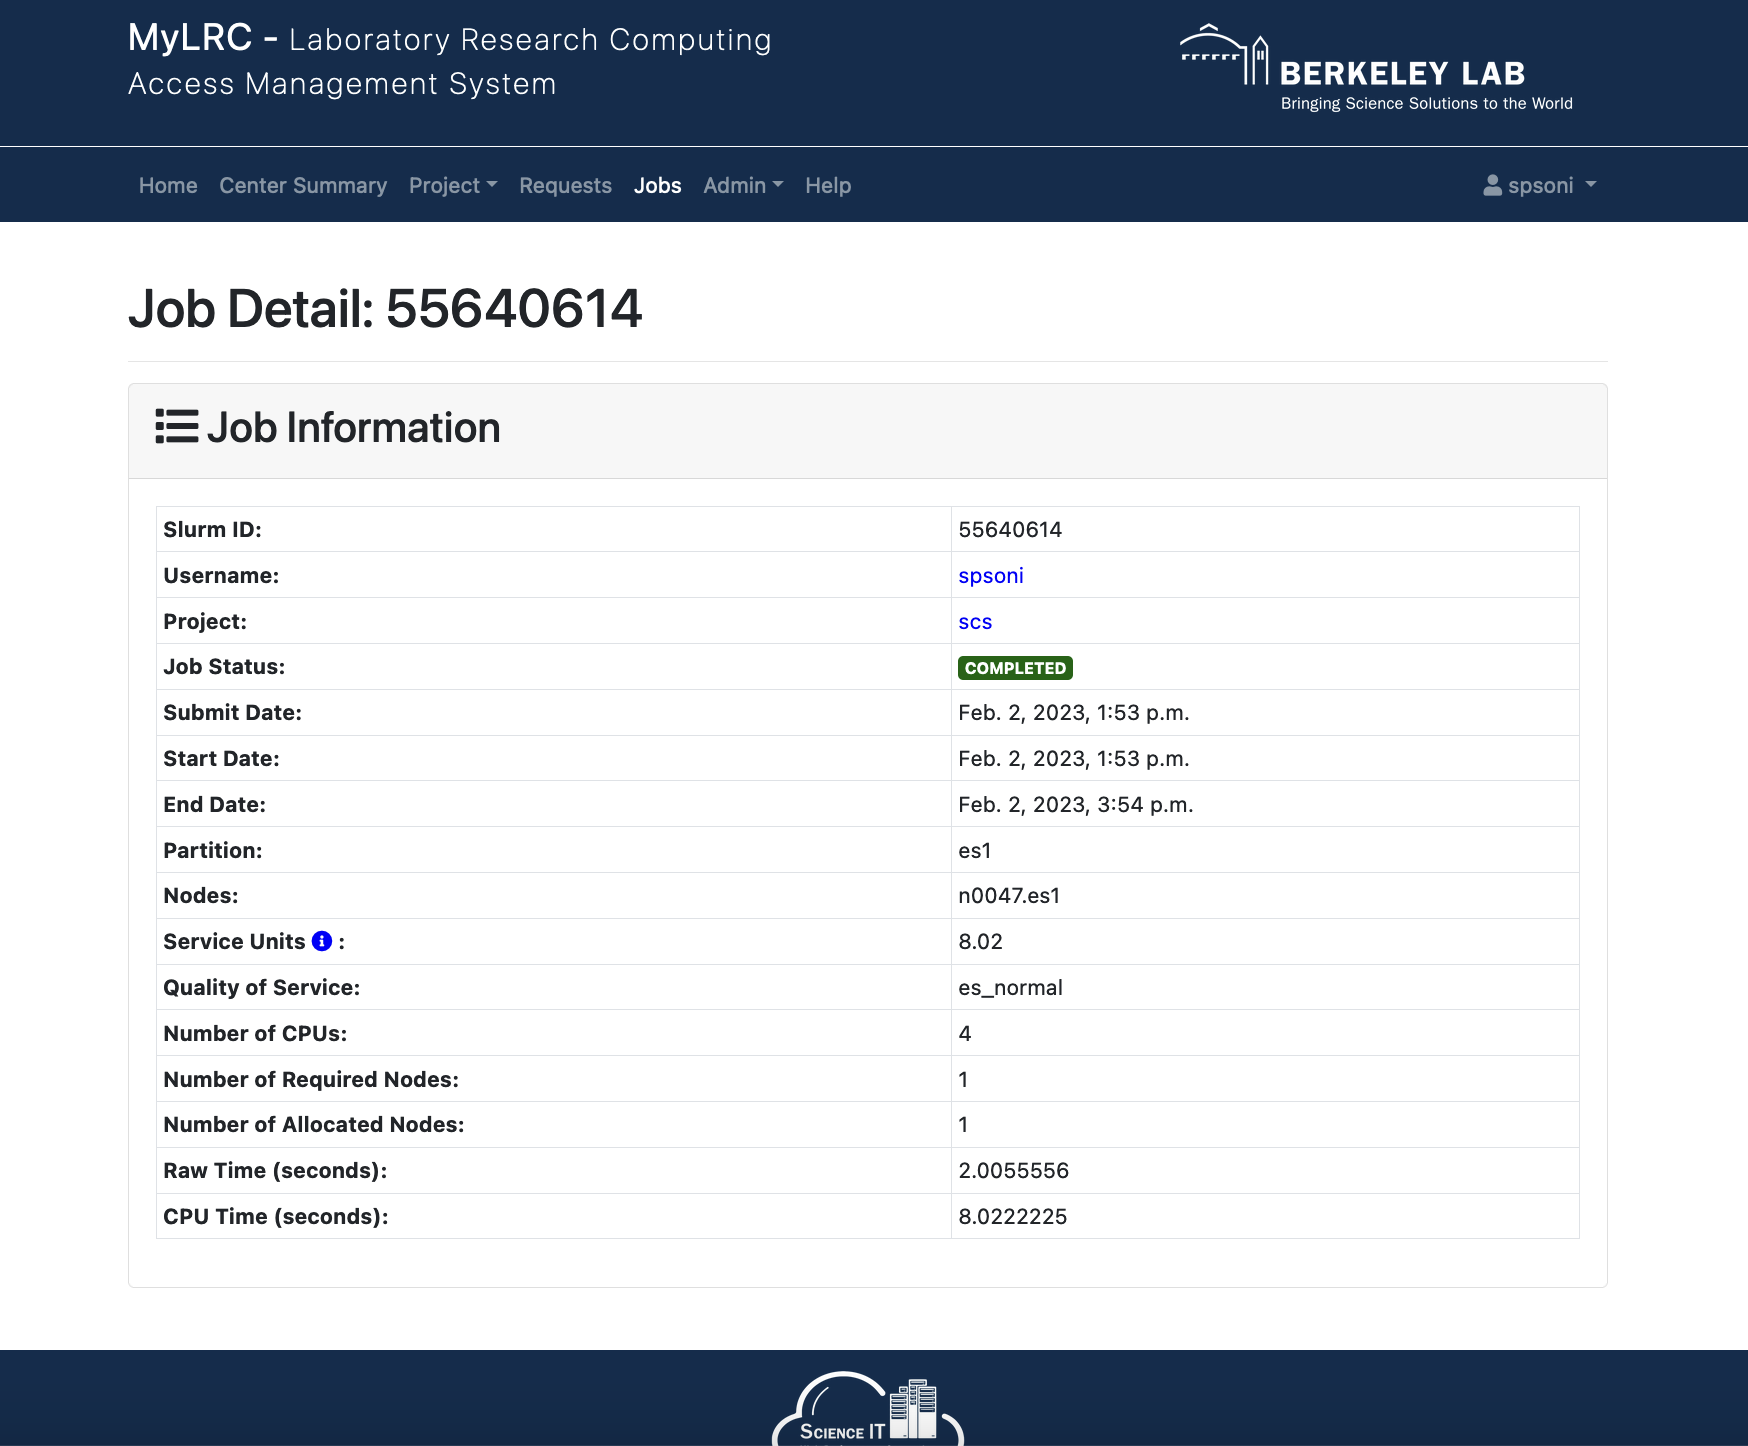 MyLRC - Laboratory Research Computing
Access Management System
BERKELEY LAB
Bringing Science Solutions to the World
Home Center Summary Project Requests Jobs Admin Help spsoni
Job Detail: 55640614
Job Information
Slurm ID: 55640614
Username: spsoni
Project: scs
Job Status: COMPLETED
Submit Date: Feb. 2, 2023, 1:53 p.m.
Start Date: Feb. 2, 2023, 1:53 p.m.
End Date: Feb. 2, 2023, 3:54 p.m.
Partition: es1
Nodes: n0047.es1
Service Units : 8.02
Quality of Service: es_normal
Number of CPUs: 4
Number of Required Nodes: 1
Number of Allocated Nodes: 1
Raw Time (seconds): 2.0055556
CPU Time (seconds): 8.0222225
SCIENCE IT